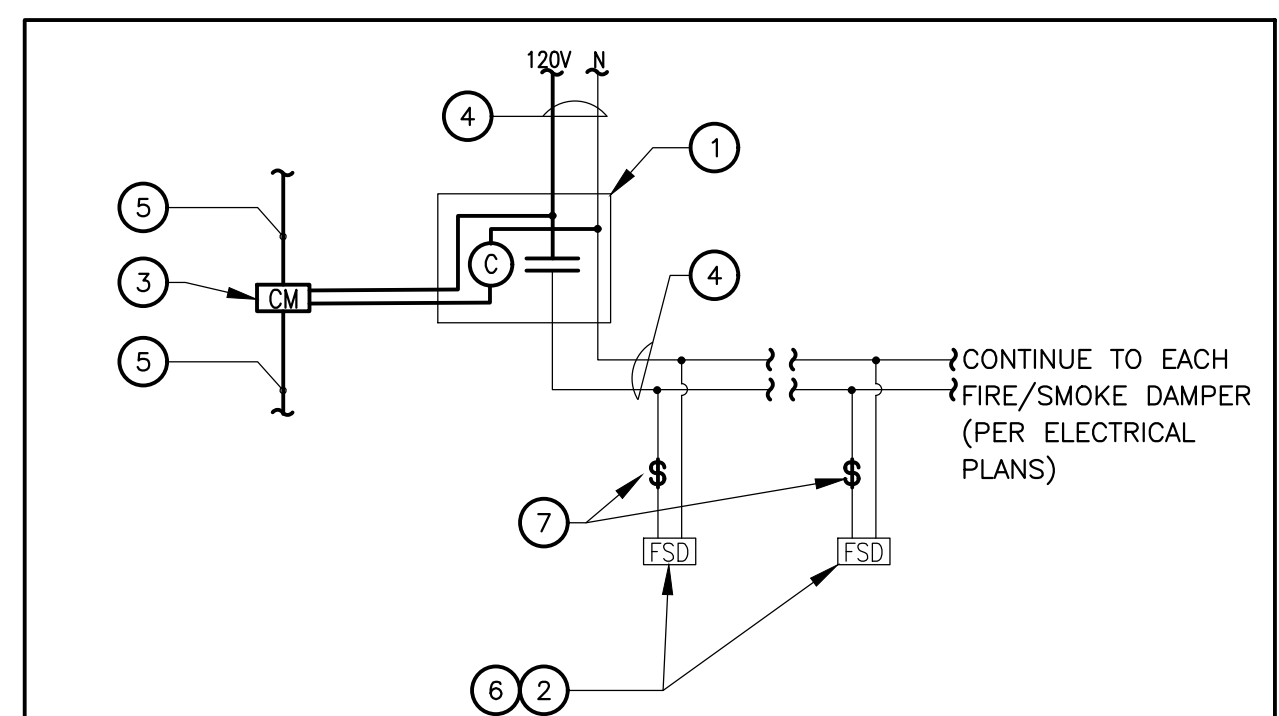 120V N
4
1
5
C
3
CM
4
5
CONTINUE TO EACH
FIRE/SMOKE DAMPER
(PER ELECTRICAL
PLANS)
$ $
7
FSD FSD
6 2